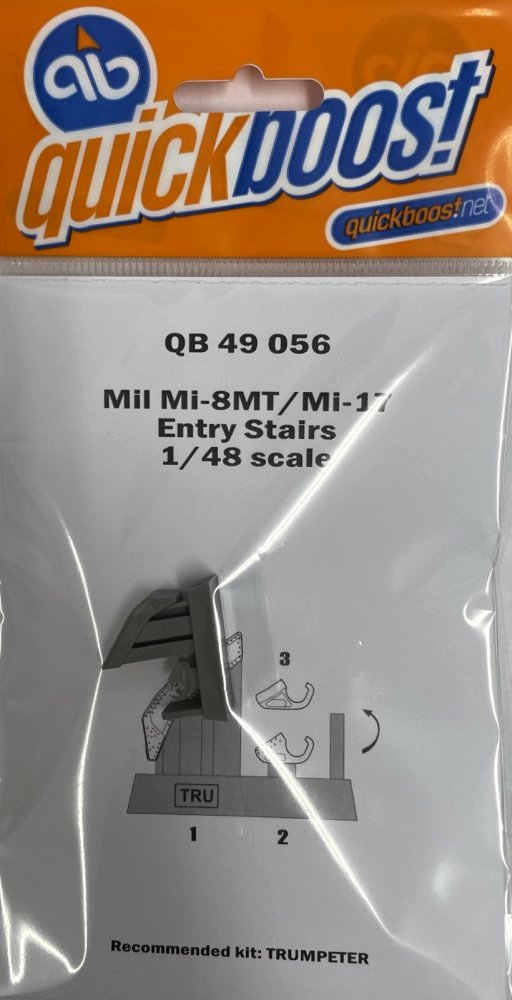 qb
quickboost
quickboost.net
QB 49 056
Mil Mi-8MT/Mi-17
Entry Stairs
1/48 scale
3
TRU
1 2
Recommended kit: TRUMPETER